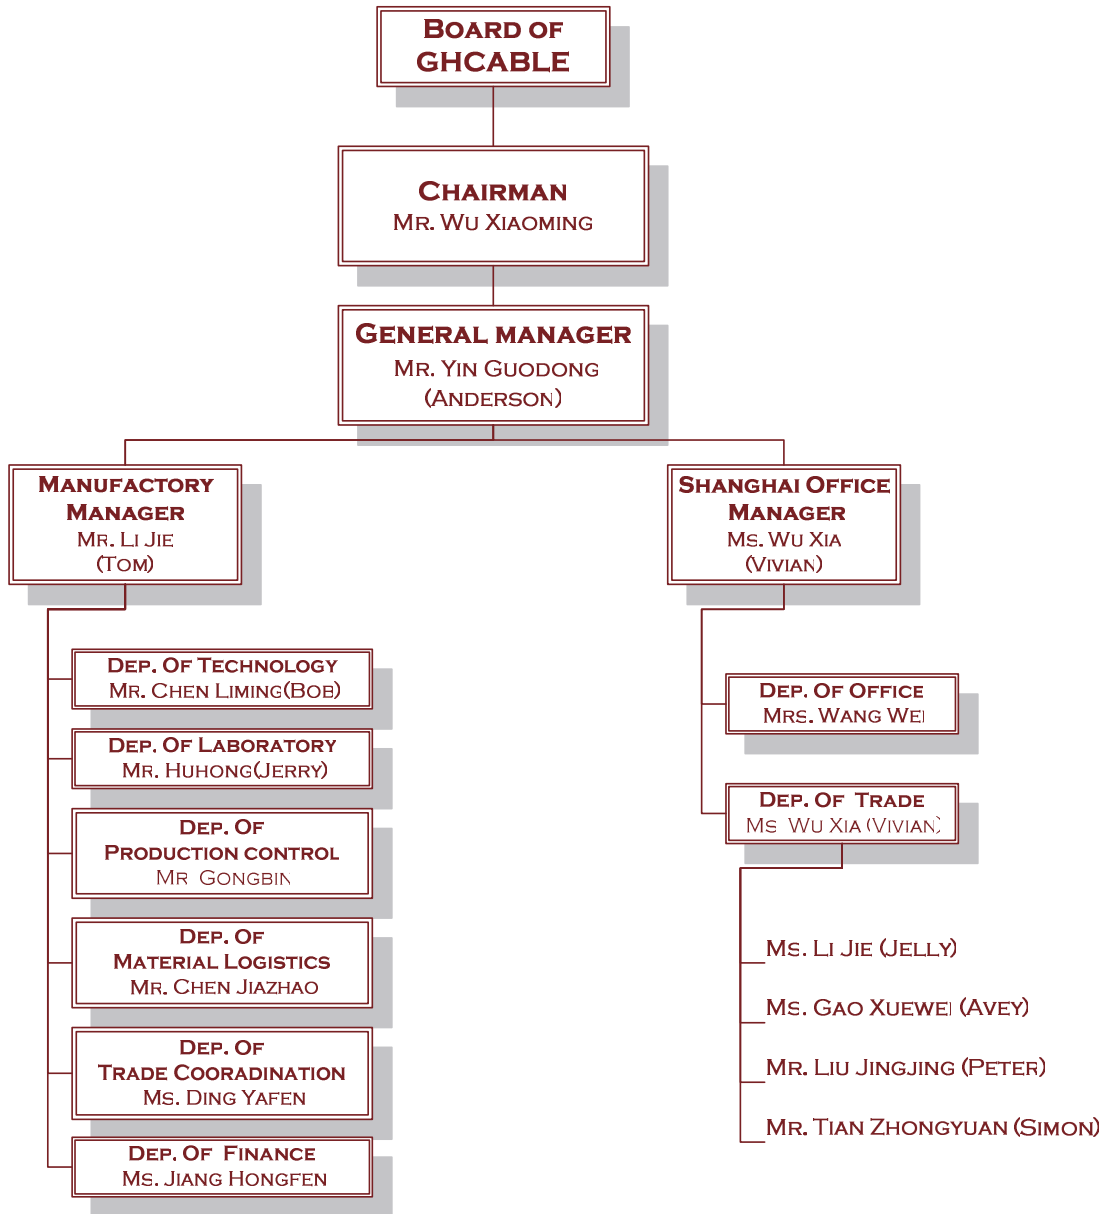 Board of
GHCABLE
Chairman
Mr. Wu Xiaoming
General manager
Mr. Yin Guodong
(Anderson)
Manufactory
Manager
Mr. Li Jie
(Tom)
Dep. Of Technology
Mr. Chen Liming(Bob)
Dep. Of Laboratory
Mr. Huhong(Jerry)
Dep. Of
Production control
Mr Gongbin
Dep. Of
Material Logistics
Mr. Chen Jiazhao
Dep. Of
Trade Cooradination
Ms. Ding Yafen
Dep. Of Finance
Ms. Jiang Hongfen
Shanghai Office
Manager
Ms. Wu Xia
(Vivian)
Dep. Of Office
Mrs. Wang Wei
Dep. Of Trade
Ms Wu Xia (Vivian)
Ms. Li Jie (Jelly)
Ms. Gao Xuewei (Avey)
Mr. Liu Jingjing (Peter)
Mr. Tian Zhongyuan (Simon)